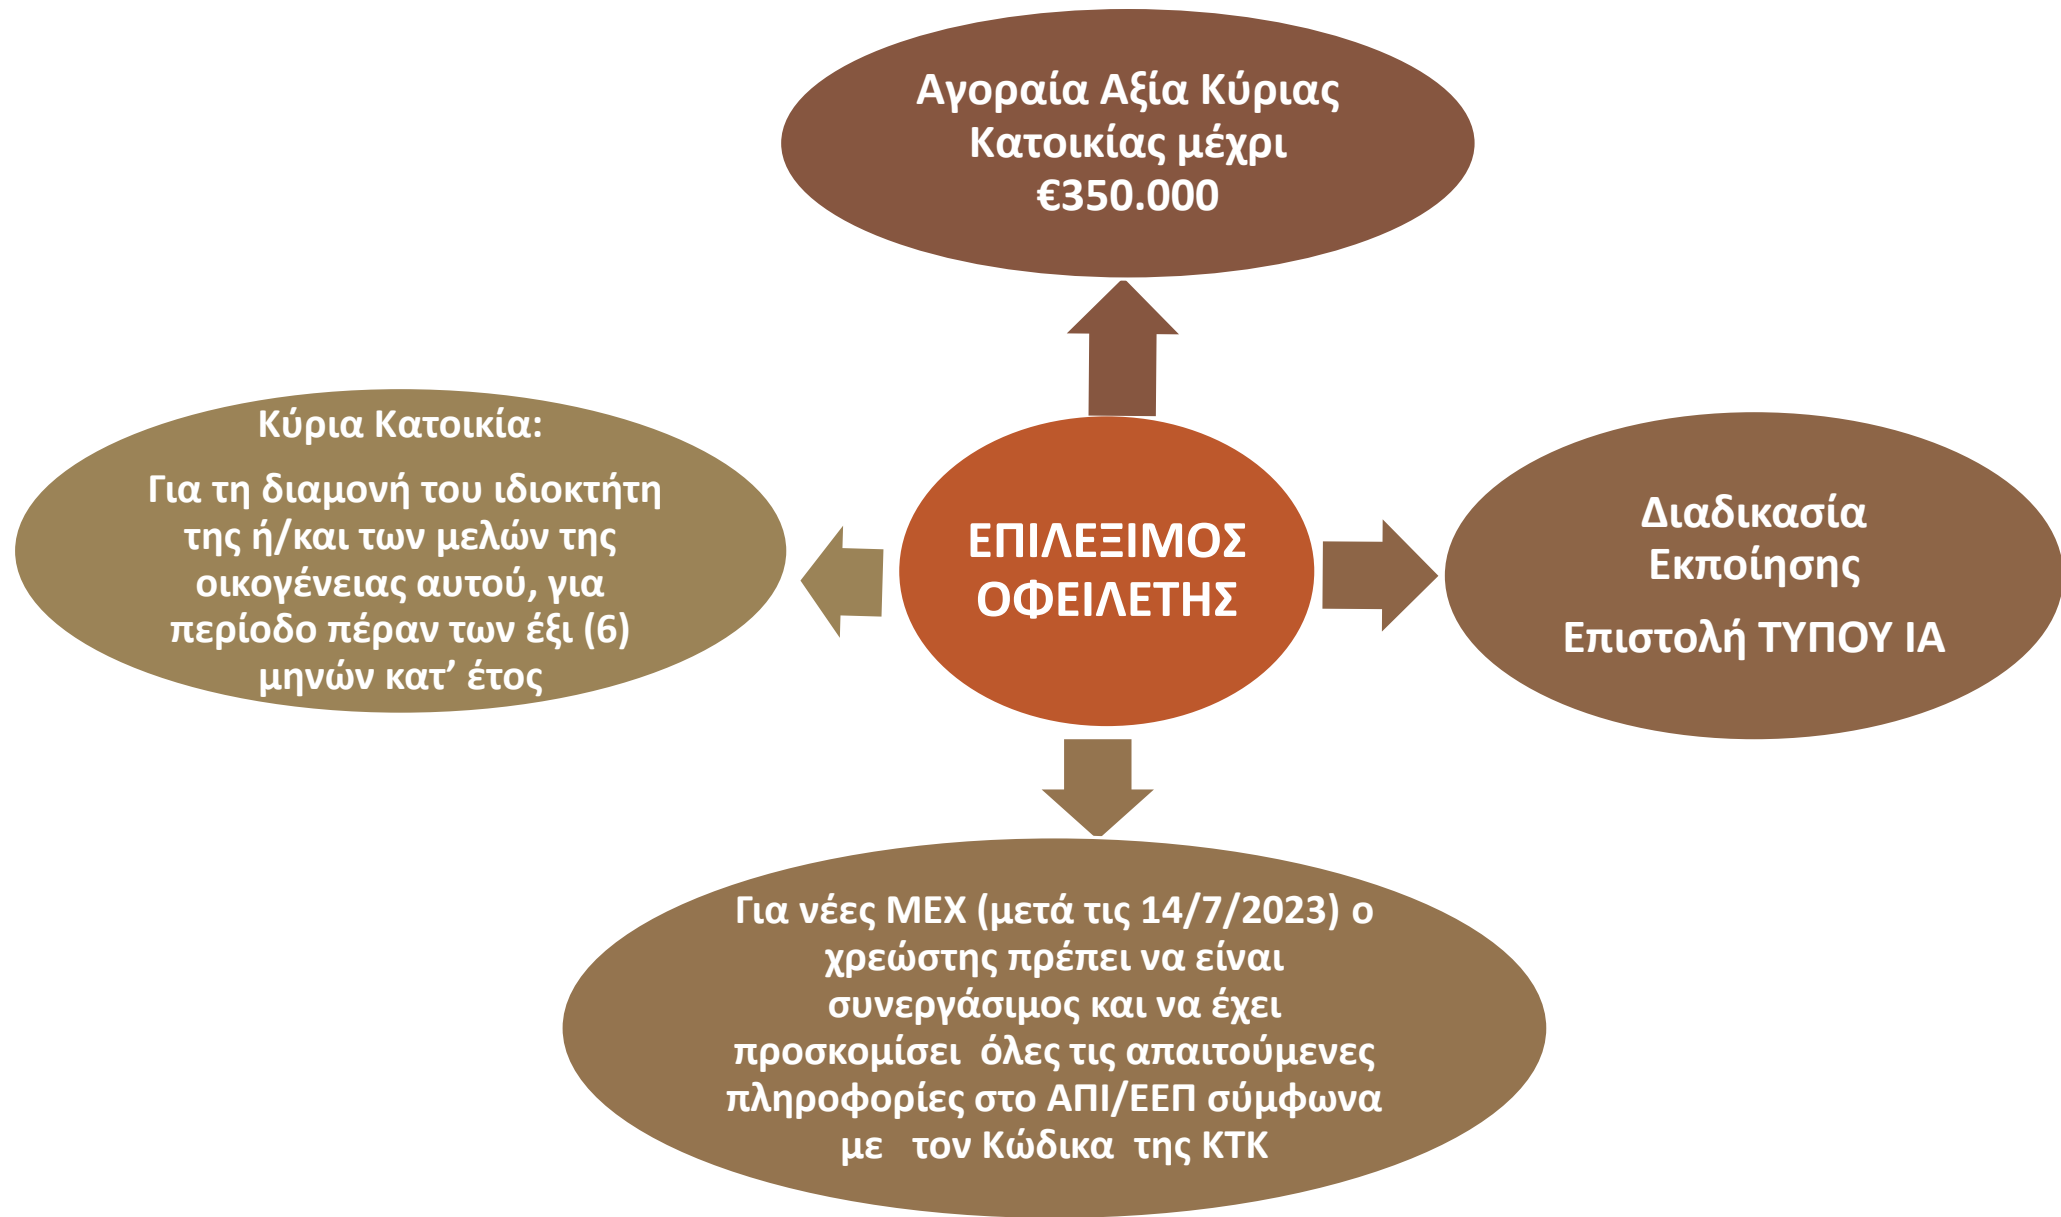 Αγοραία Αξία Κύριας
Κατοικίας μέχρι
€350.000
Κύρια Κατοικία:
Για τη διαμονή του ιδιοκτήτη
της ή/και των μελών της
οικογένειας αυτού, για
περίοδο πέραν των έξι (6)
μηνών κατ’ έτος
ΕΠΙΛΕΞΙΜΟΣ
ΟΦΕΙΛΕΤΗΣ
Διαδικασία
Εκποίησης
Επιστολή ΤΥΠΟΥ ΙΑ
Για νέες ΜΕΧ (μετά τις 14/7/2023) ο
χρεώστης πρέπει να είναι
συνεργάσιμος και να έχει
προσκομίσει όλες τις απαιτούμενες
πληροφορίες στο ΑΠΙ/ΕΕΠ σύμφωνα
με τον Κώδικα της ΚΤΚ